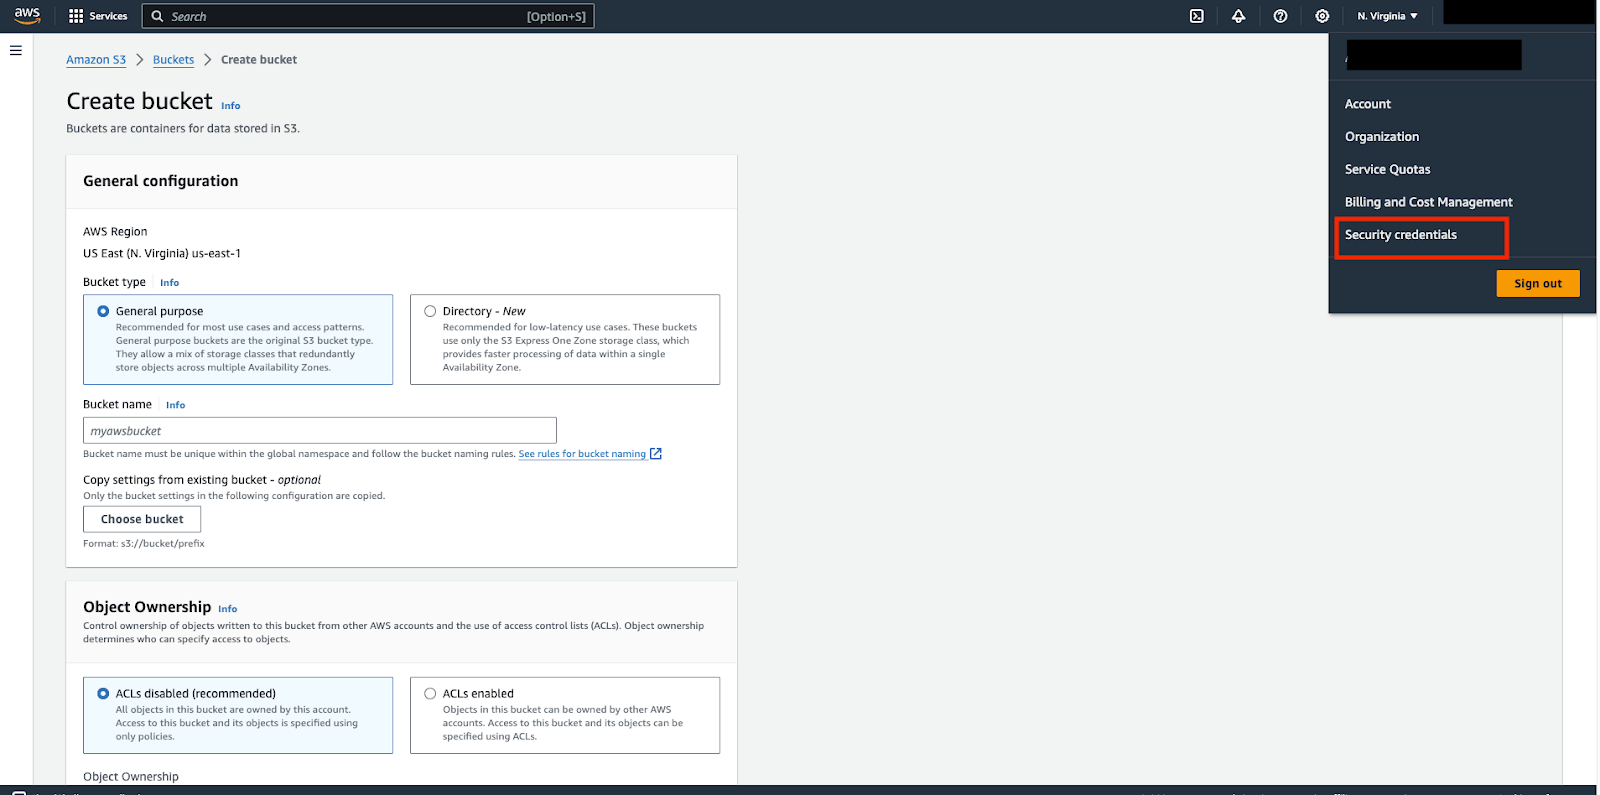 aws
Services
Search
[Option+S]
N. Virginia
Amazon S3 > Buckets > Create bucket
Create bucket Info
Buckets are containers for data stored in S3.
General configuration
AWS Region
US East (N. Virginia) us-east-1
Bucket type Info
General purpose
Recommended for most use cases and access patterns.
General purpose buckets are the original S3 bucket type.
They allow a mix of storage classes that redundantly
store objects across multiple Availability Zones.
Directory - New
Recommended for low-latency use cases. These buckets
use only the S3 Express One Zone storage class, which
provides faster processing of data within a single
Availability Zone.
Bucket name Info
myawsbucket
Bucket name must be unique within the global namespace and follow the bucket naming rules. See rules for bucket naming
Copy settings from existing bucket - optional
Only the bucket settings in the following configuration are copied.
Choose bucket
Format: s3://bucket/prefix
Object Ownership Info
Control ownership of objects written to this bucket from other AWS accounts and the use of access control lists (ACLs). Object ownership
determines who can specify access to objects.
ACLs disabled (recommended)
All objects in this bucket are owned by this account.
Access to this bucket and its objects is specified using
only policies.
ACLs enabled
Objects in this bucket can be owned by other AWS
accounts. Access to this bucket and its objects can be
specified using ACLs.
Object Ownership
Account
Organization
Service Quotas
Billing and Cost Management
Security credentials
Sign out